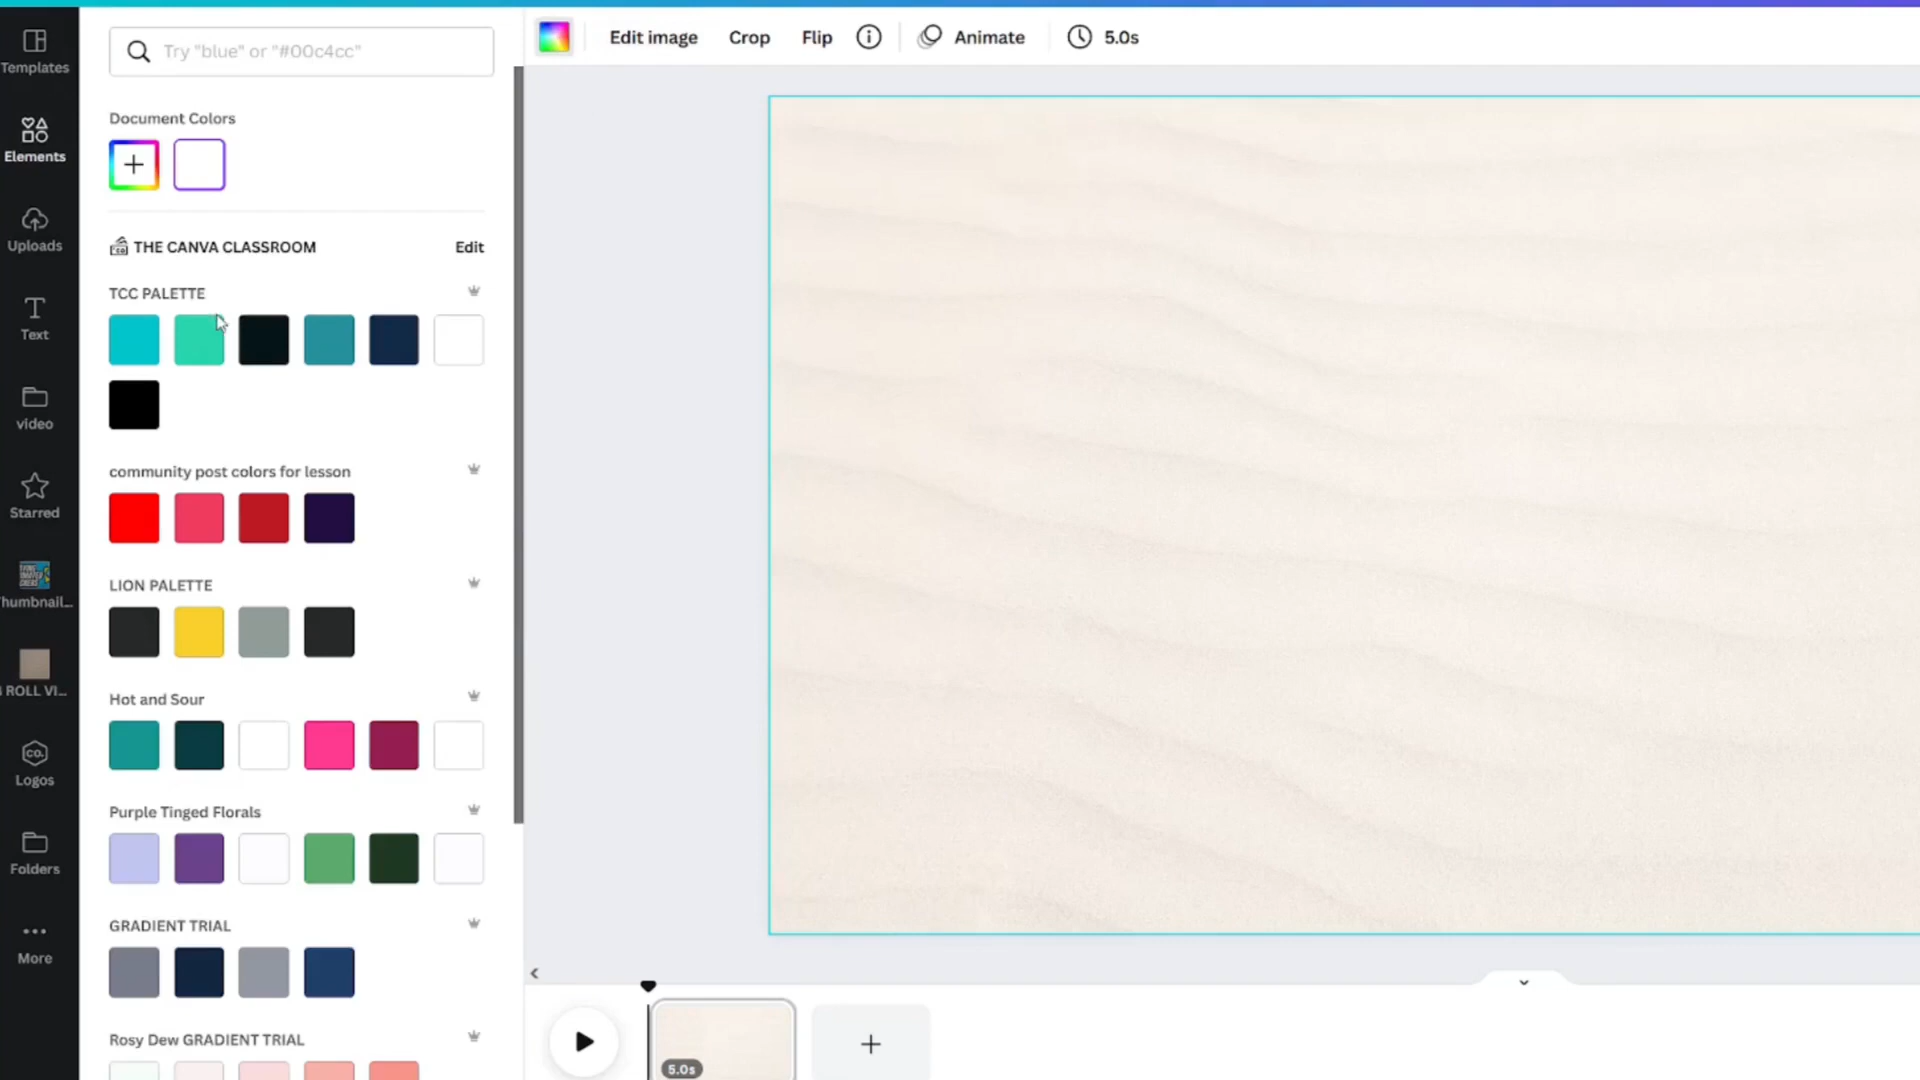 Templates
Elements
Uploads
Text
video
Starred
humbnail...
ROLL VI...
Logos
Folders
More
Try "blue" or "#00c4cc"
Document Colors
THE CANVA CLASSROOM
Edit
TCC PALETTE
community post colors for lesson
LION PALETTE
Hot and Sour
Purple Tinged Florals
GRADIENT TRIAL
Rosy Dew GRADIENT TRIAL
Edit image
Crop
Flip
Animate
5.0s
5.0s
co.